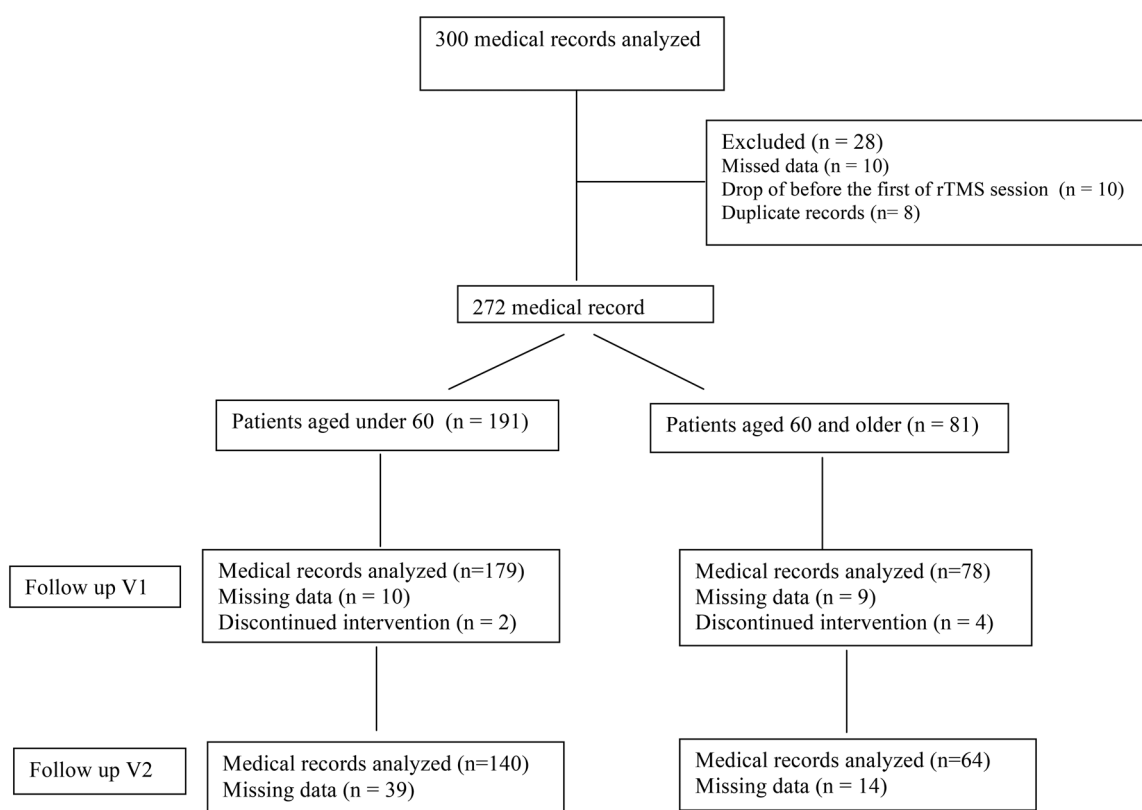 300 medical records analyzed
Excluded (n = 28)
Missed data (n = 10)
Drop of before the first of rTMS session (n = 10)
Duplicate records (n= 8)
272 medical record
Patients aged under 60 (n = 191)
Patients aged 60 and older (n = 81)
Follow up V1
Medical records analyzed (n=179)
Missing data (n = 10)
Discontinued intervention (n = 2)
Medical records analyzed (n=78)
Missing data (n = 9)
Discontinued intervention (n = 4)
Follow up V2
Medical records analyzed (n=140)
Missing data (n = 39)
Medical records analyzed (n=64)
Missing data (n = 14)